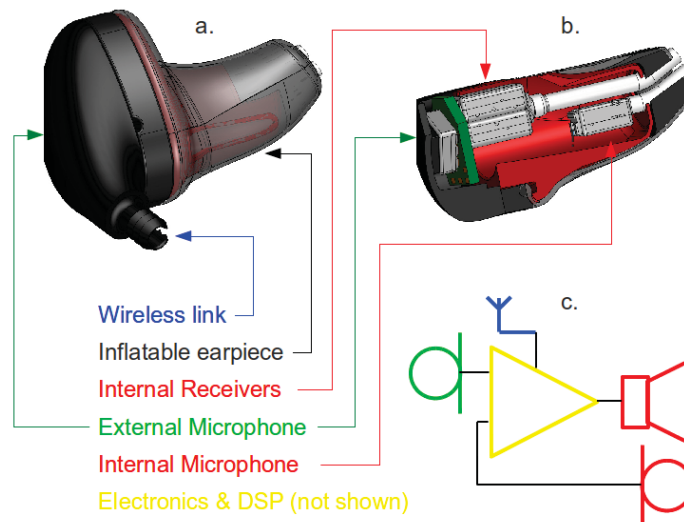 a.
b.
Wireless link
c.
Inflatable earpiece
Internal Receivers
External Microphone
Internal Microphone
Electronics & DSP (not shown)